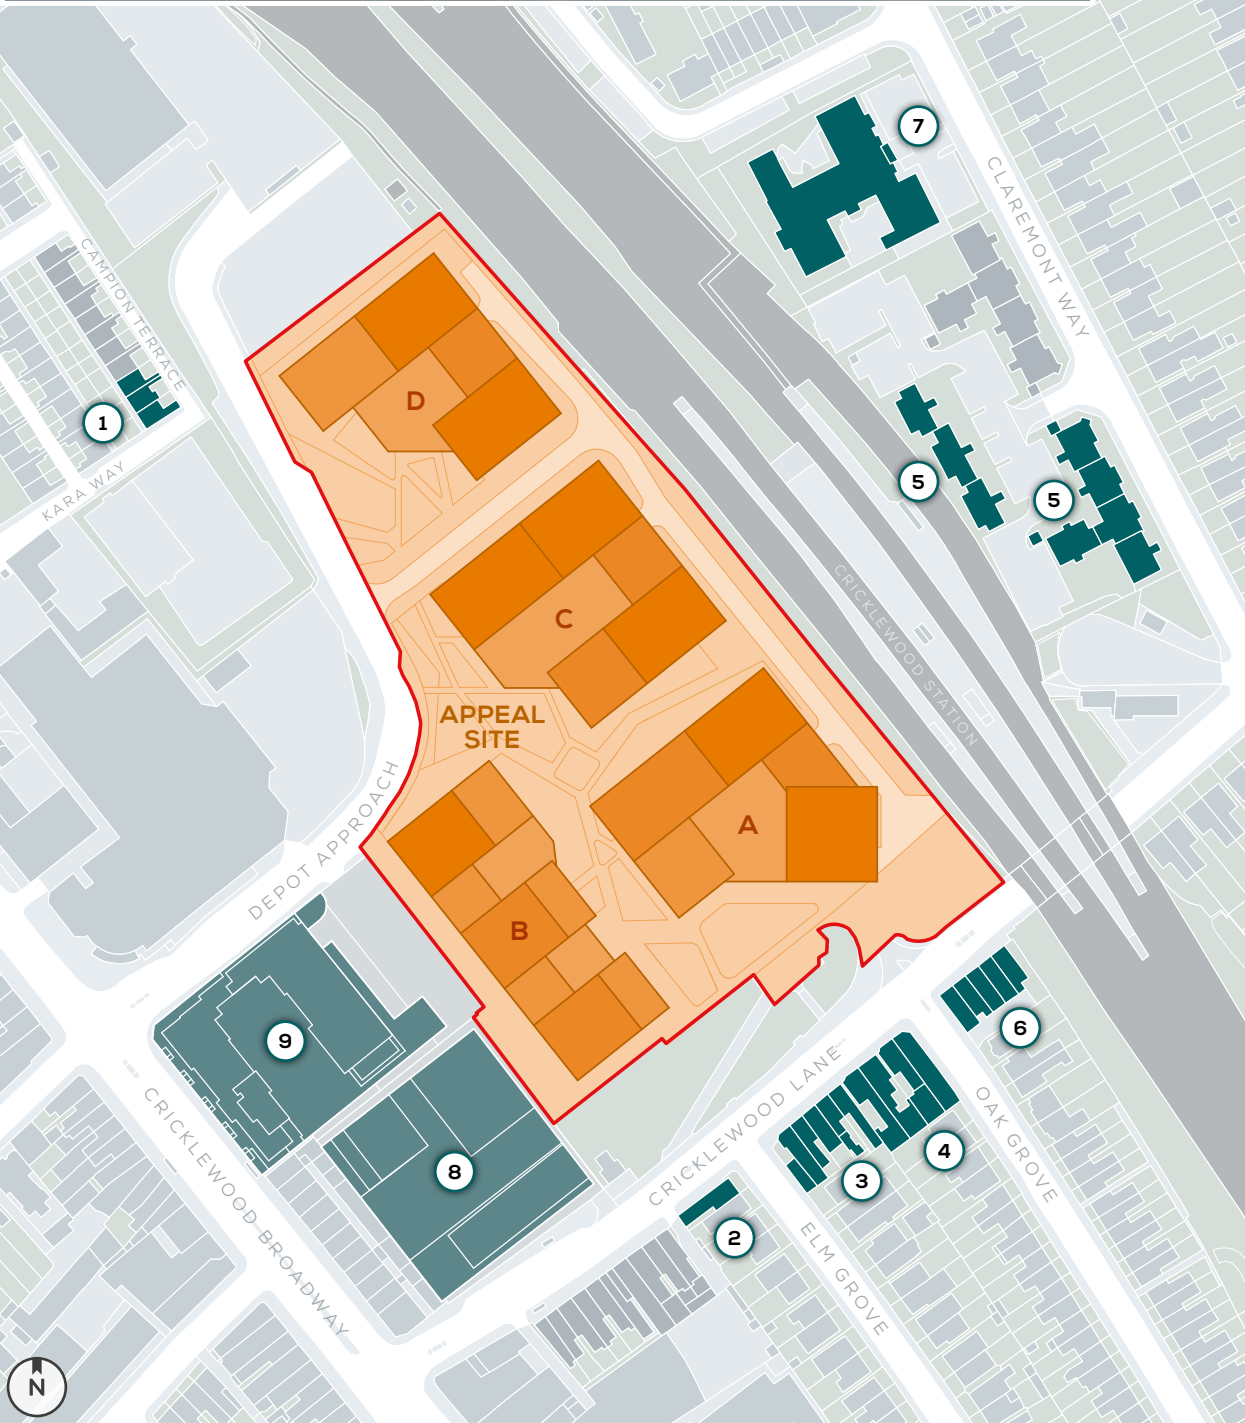 7
CLAREMONT WAY
CAMPION TERRACE
1
KARA WAY
D
5
5
CRICKLEWOOD STATION
C
APPEAL
SITE
A
DEPOT APPROACH
B
9
6
CRICKLEWOOD LANE
OAK GROVE
CRICKLEWOOD BROADWAY
4
3
8
2
ELM GROVE
N